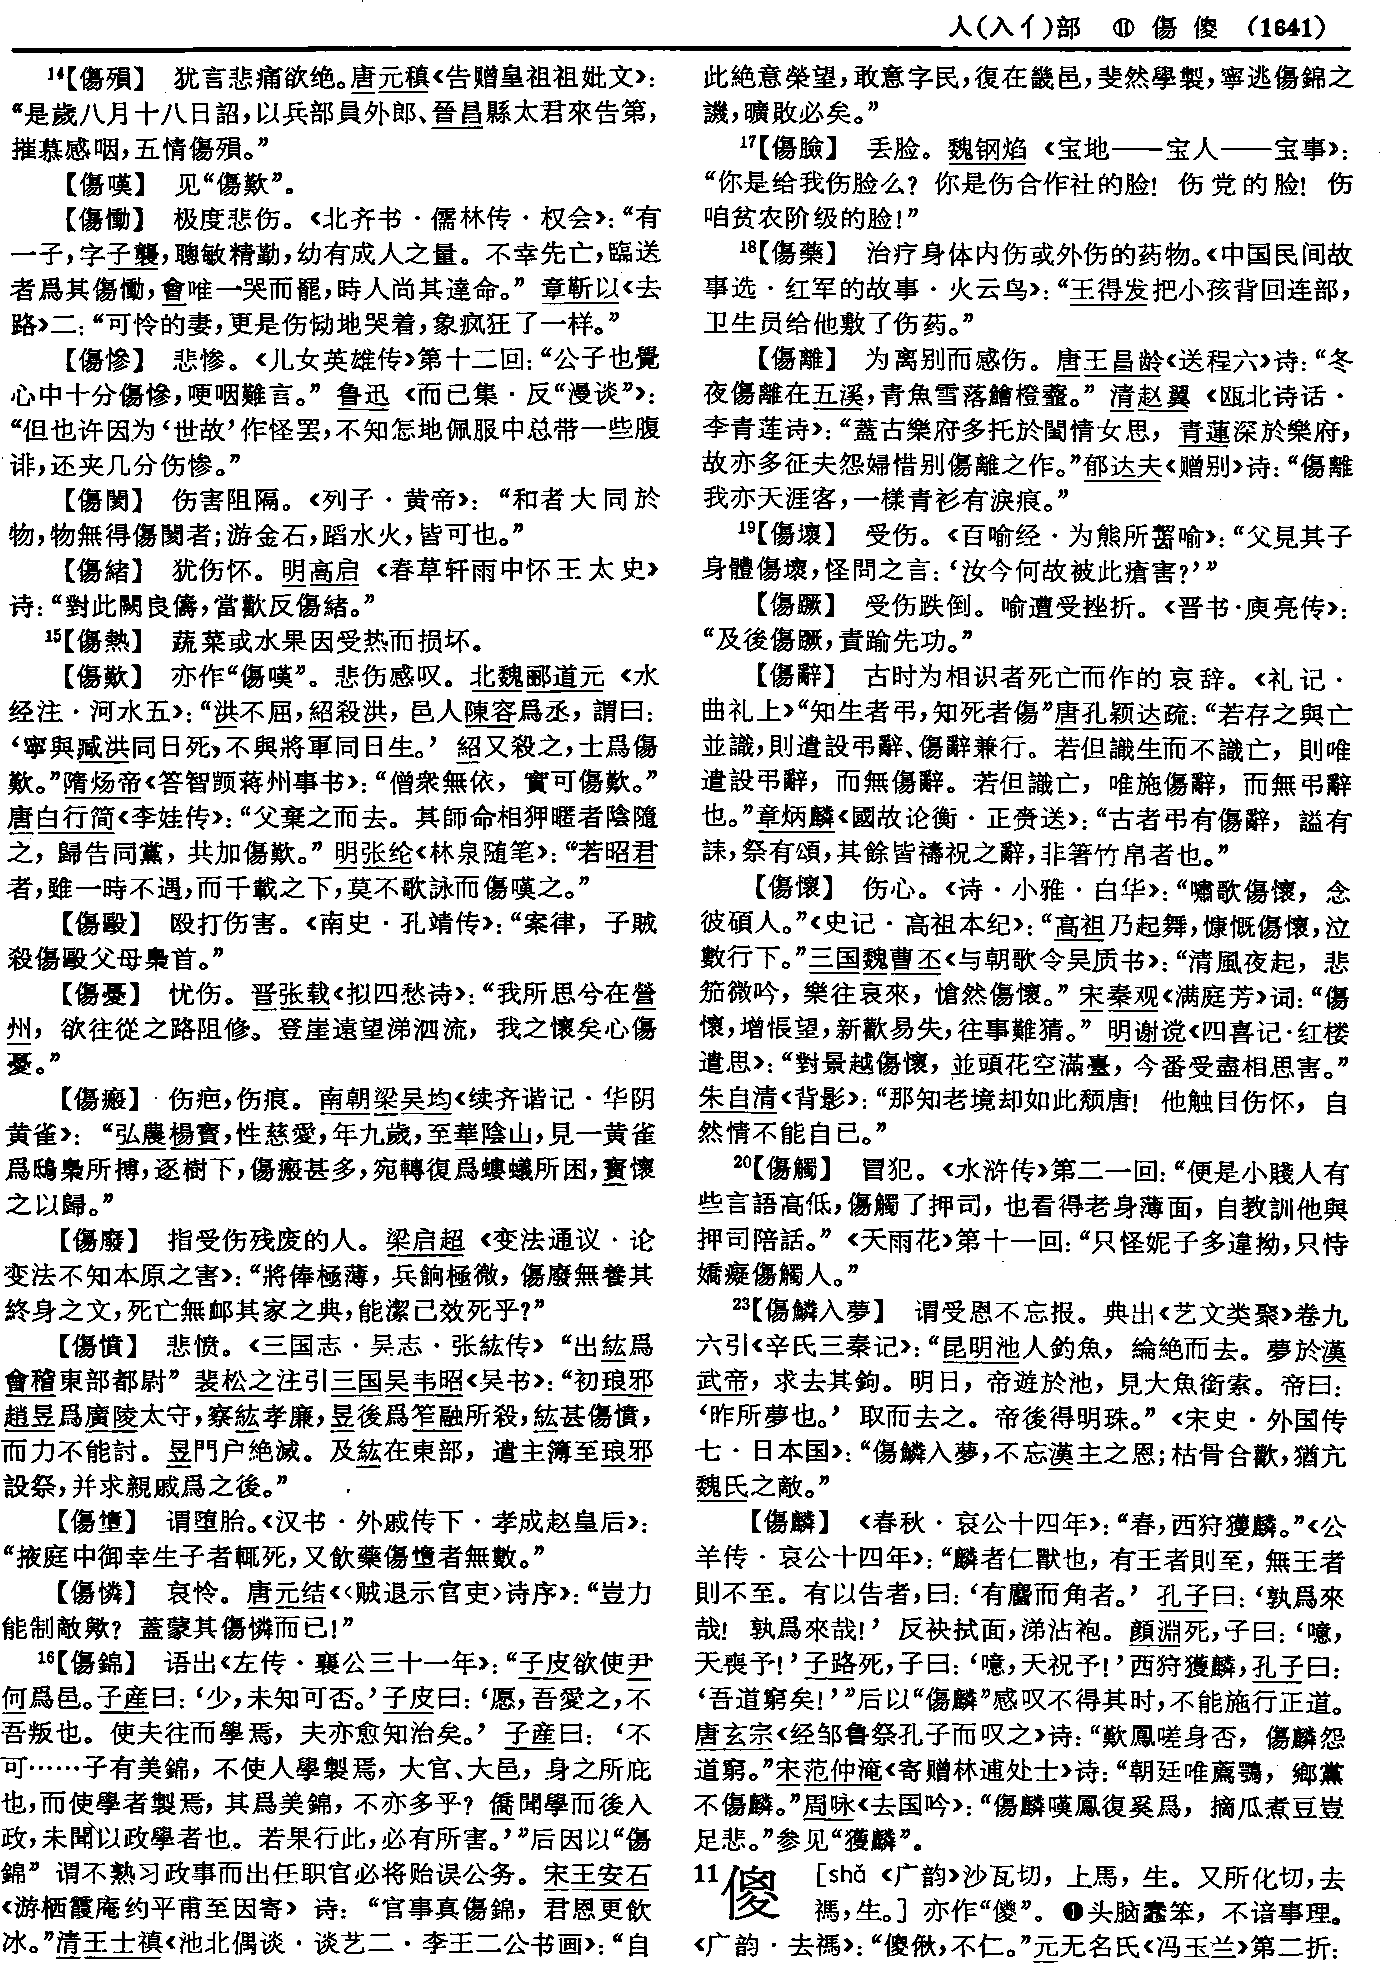 人(入亻)部 ⑪ 傷 傻 (1641)
14【傷殞】 犹言悲痛欲绝。唐元稹《告赠皇祖祖妣文》：
“是歲八月十八日詔，以兵部員外郎、晉昌縣太君來告第，
摧慕感咽，五情傷殞。”
【傷嘆】 见“傷歎”。
【傷慟】 极度悲伤。《北齐书·儒林传·权会》：“有
一子，字子襲，聰敏精勤，幼有成人之量。不幸先亡，臨送
者爲其傷慟，會唯一哭而罷，時人尚其達命。”章靳以《去
路》二：“可怜的妻，更是伤恸地哭着，象疯狂了一样。”
【傷慘】 悲惨。《儿女英雄传》第十二回：“公子也覺
心中十分傷慘，哽咽難言。”鲁迅《而已集·反“漫谈”》：
“但也许因为‘世故’作怪罢，不知怎地佩服中总带一些腹
诽，还夹几分伤惨。”
【傷閡】 伤害阻隔。《列子·黄帝》：“和者大同於
物，物無得傷閡者；游金石，蹈水火，皆可也。”
【傷緒】 犹伤怀。明高启《春草轩雨中怀王太史》
诗：“對此闕良儔，當歡反傷緒。”
15【傷熱】 蔬菜或水果因受热而损坏。
【傷歎】 亦作“傷嘆”。悲伤感叹。北魏郦道元《水
经注·河水五》：“洪不屈，紹殺洪，邑人陳容爲丞，謂曰：
‘寧與臧洪同日死，不與將軍同日生。’紹又殺之，士爲傷
歎。”隋炀帝《答智顗蒋州事书》：“僧衆無依，實可傷歎。”
唐白行简《李娃传》：“父棄之而去。其師命相狎暱者陰隨
之，歸告同黨，共加傷歎。”明张纶《林泉随笔》：“若昭君
者，雖一時不遇，而千載之下，莫不歌詠而傷嘆之。”
【傷毆】 殴打伤害。《南史·孔靖传》：“案律，子賊
殺傷毆父母梟首。”
【傷憂】 忧伤。晋张载《拟四愁诗》：“我所思兮在營
州，欲往從之路阻修。登崖遠望涕泗流，我之懷矣心傷
憂。”
【傷瘢】 伤疤，伤痕。南朝梁吴均《续齐谐记·华阴
黄雀》：“弘農楊寶，性慈愛，年九歲，至華陰山，見一黄雀
爲鴟梟所搏，逐樹下，傷瘢甚多，宛轉復爲螻蟻所困，寶懷
之以歸。”
【傷廢】 指受伤残废的人。梁启超《变法通议·论
变法不知本原之害》：“將俸極薄，兵餉極微，傷廢無養其
終身之文，死亡無卹其家之典，能潔己效死乎？”
【傷憤】 悲愤。《三国志·吴志·张紘传》“出紘爲
會稽東部都尉”裴松之注引三国吴韦昭《吴书》：“初琅邪
趙昱爲廣陵太守，察紘孝廉，昱後爲笮融所殺，紘甚傷憤，
而力不能討。昱門户绝滅。及紘在東部，遣主簿至琅邪
設祭，并求親戚爲之後。”
【傷墮】 谓堕胎。《汉书·外戚传下·孝成赵皇后》：
“掖庭中御幸生子者輒死，又飲藥傷墮者無數。”
【傷憐】 哀怜。唐元结《〈贼退示官吏〉诗序》：“豈力
能制敵歟？蓋蒙其傷憐而已！”
16【傷錦】 语出《左传·襄公三十一年》：“子皮欲使尹
何爲邑。子産曰：‘少，未知可否。’子皮曰：‘愿，吾愛之，不
吾叛也。使夫往而學焉，夫亦愈知治矣。’子産曰：‘不
可……子有美錦，不使人學製焉，大官、大邑，身之所庇
也，而使學者製焉，其爲美錦，不亦多乎？僑聞學而後入
政，未聞以政學者也。若果行此，必有所害。’”后因以“傷
錦”谓不熟习政事而出任职官必将贻误公务。宋王安石
《游栖霞庵约平甫至因寄》诗：“官事真傷錦，君恩更飲
冰。”清王士禛《池北偶谈·谈艺二·李王二公书画》：“自
此絶意榮望，敢意字民，復在畿邑，斐然學製，寧逃傷錦之
譏，曠敗必矣。”
17【傷臉】 丢脸。魏钢焰《宝地——宝人——宝事》：
“你是给我伤脸么？你是伤合作社的脸！伤党的脸！伤
咱贫农阶级的脸！”
18【傷藥】 治疗身体内伤或外伤的药物。《中国民间故
事选·红军的故事·火云鸟》：“王得发把小孩背回连部，
卫生员给他敷了伤药。”
【傷離】 为离别而感伤。唐王昌龄《送程六》诗：“冬
夜傷離在五溪，青魚雪落鱠橙虀。”清赵翼《瓯北诗话·
李青莲诗》：“蓋古樂府多托於閨情女思，青蓮深於樂府，
故亦多征夫怨婦惜别傷離之作。”郁达夫《赠别》诗：“傷離
我亦天涯客，一樣青衫有淚痕。”
19【傷壞】 受伤。《百喻经·为熊所嚙喻》：“父見其子
身體傷壞，怪問之言：‘汝今何故被此瘡害？’”
【傷蹶】 受伤跌倒。喻遭受挫折。《晋书·庾亮传》：
“及後傷蹶，責踰先功。”
【傷辭】 古时为相识者死亡而作的哀辞。《礼记·
曲礼上》“知生者弔，知死者傷”唐孔颖达疏：“若存之與亡
並識，則遣設弔辭、傷辭兼行。若但識生而不識亡，則唯
遣設弔辭，而無傷辭。若但識亡，唯施傷辭，而無弔辭
也。”章炳麟《國故论衡·正赍送》：“古者弔有傷辭，謚有
誄，祭有頌，其餘皆禱祝之辭，非箸竹帛者也。”
【傷懷】 伤心。《诗·小雅·白华》：“嘯歌傷懷，念
彼碩人。”《史记·高祖本纪》：“高祖乃起舞，慷慨傷懷，泣
數行下。”三国魏曹丕《与朝歌令吴质书》：“清風夜起，悲
笳微吟，樂往哀來，愴然傷懷。”宋秦观《满庭芳》词：“傷
懷，增悵望，新歡易失，往事難猜。”明谢谠《四喜记·红楼
遣思》：“對景越傷懷，並頭花空滿臺，今番受盡相思害。”
朱自清《背影》：“那知老境却如此颓唐！他触目伤怀，自
然情不能自已。”
20【傷觸】 冒犯。《水浒传》第二一回：“便是小賤人有
些言語高低，傷觸了押司，也看得老身薄面，自教訓他與
押司陪話。”《天雨花》第十一回：“只怪妮子多違拗，只恃
嬌癡傷觸人。”
23【傷鱗入夢】 谓受恩不忘报。典出《艺文类聚》卷九
六引《辛氏三秦记》：“昆明池人釣魚，綸絶而去。夢於漢
武帝，求去其鉤。明日，帝遊於池，見大魚銜索。帝曰：
‘昨所夢也。’取而去之。帝後得明珠。”《宋史·外国传
七·日本国》：“傷鱗入夢，不忘漢主之恩；枯骨合歡，猶亢
魏氏之敵。”
【傷麟】 《春秋·哀公十四年》：“春，西狩獲麟。”《公
羊传·哀公十四年》：“麟者仁獸也，有王者則至，無王者
則不至。有以告者，曰：‘有麏而角者。’孔子曰：‘孰爲來
哉！孰爲來哉！’反袂拭面，涕沾袍。顔淵死，子曰：‘噫，
天喪予！’子路死，子曰：‘噫，天祝予！’西狩獲麟，孔子曰：
‘吾道窮矣！’”后以“傷麟”感叹不得其时，不能施行正道。
唐玄宗《经邹鲁祭孔子而叹之》诗：“歎鳳嗟身否，傷麟怨
道窮。”宋范仲淹《寄赠林逋处士》诗：“朝廷唯薦鶚，鄉黨
不傷麟。”周咏《去国吟》：“傷麟嘆鳳復奚爲，摘瓜煮豆豈
足悲。”参见“獲麟”。
11傻 [shǎ 《广韵》沙瓦切，上馬，生。又所化切，去
禡，生。]亦作“儍”。❶头脑蠢笨，不谙事理。
《广韵·去禡》：“傻偢，不仁。”元无名氏《冯玉兰》第二折：